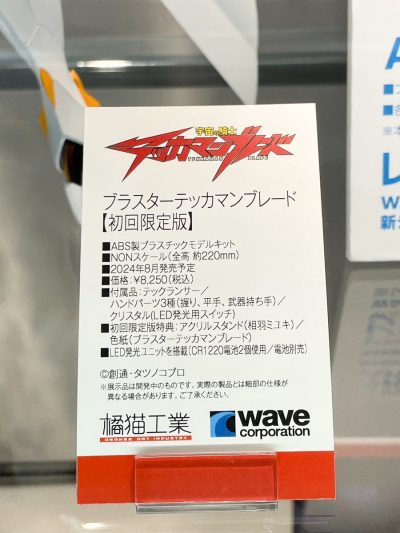 宇宙の騎士
テッカマンブレード
TEKKAMAN BLADE
ブラスターテッカマンブレード
【初回限定版】
■ABS製プラスチックモデルキット
■NONスケール(全高 約220mm)
■2024年8月発売予定
■価格：¥8,250(税込)
■付属品：テックランサー/
ハンドパーツ3種(握り、平手、武器持ち手)/
クリスタル(LED発光用スイッチ)
■初回限定版特典：アクリルスタンド(相羽ミユキ)/
色紙(ブラスターテッカマンブレード)
■LED発光ユニットを搭載(CR1220電池2個使用/電池別売)
©創通・タツノコプロ
※展示品は開発中のものです。実際の製品とは細部の仕様が
異なる場合があります。ご了承ください。
橘猫工業
ORANGE CAT INDUSTRY
wave
corporation